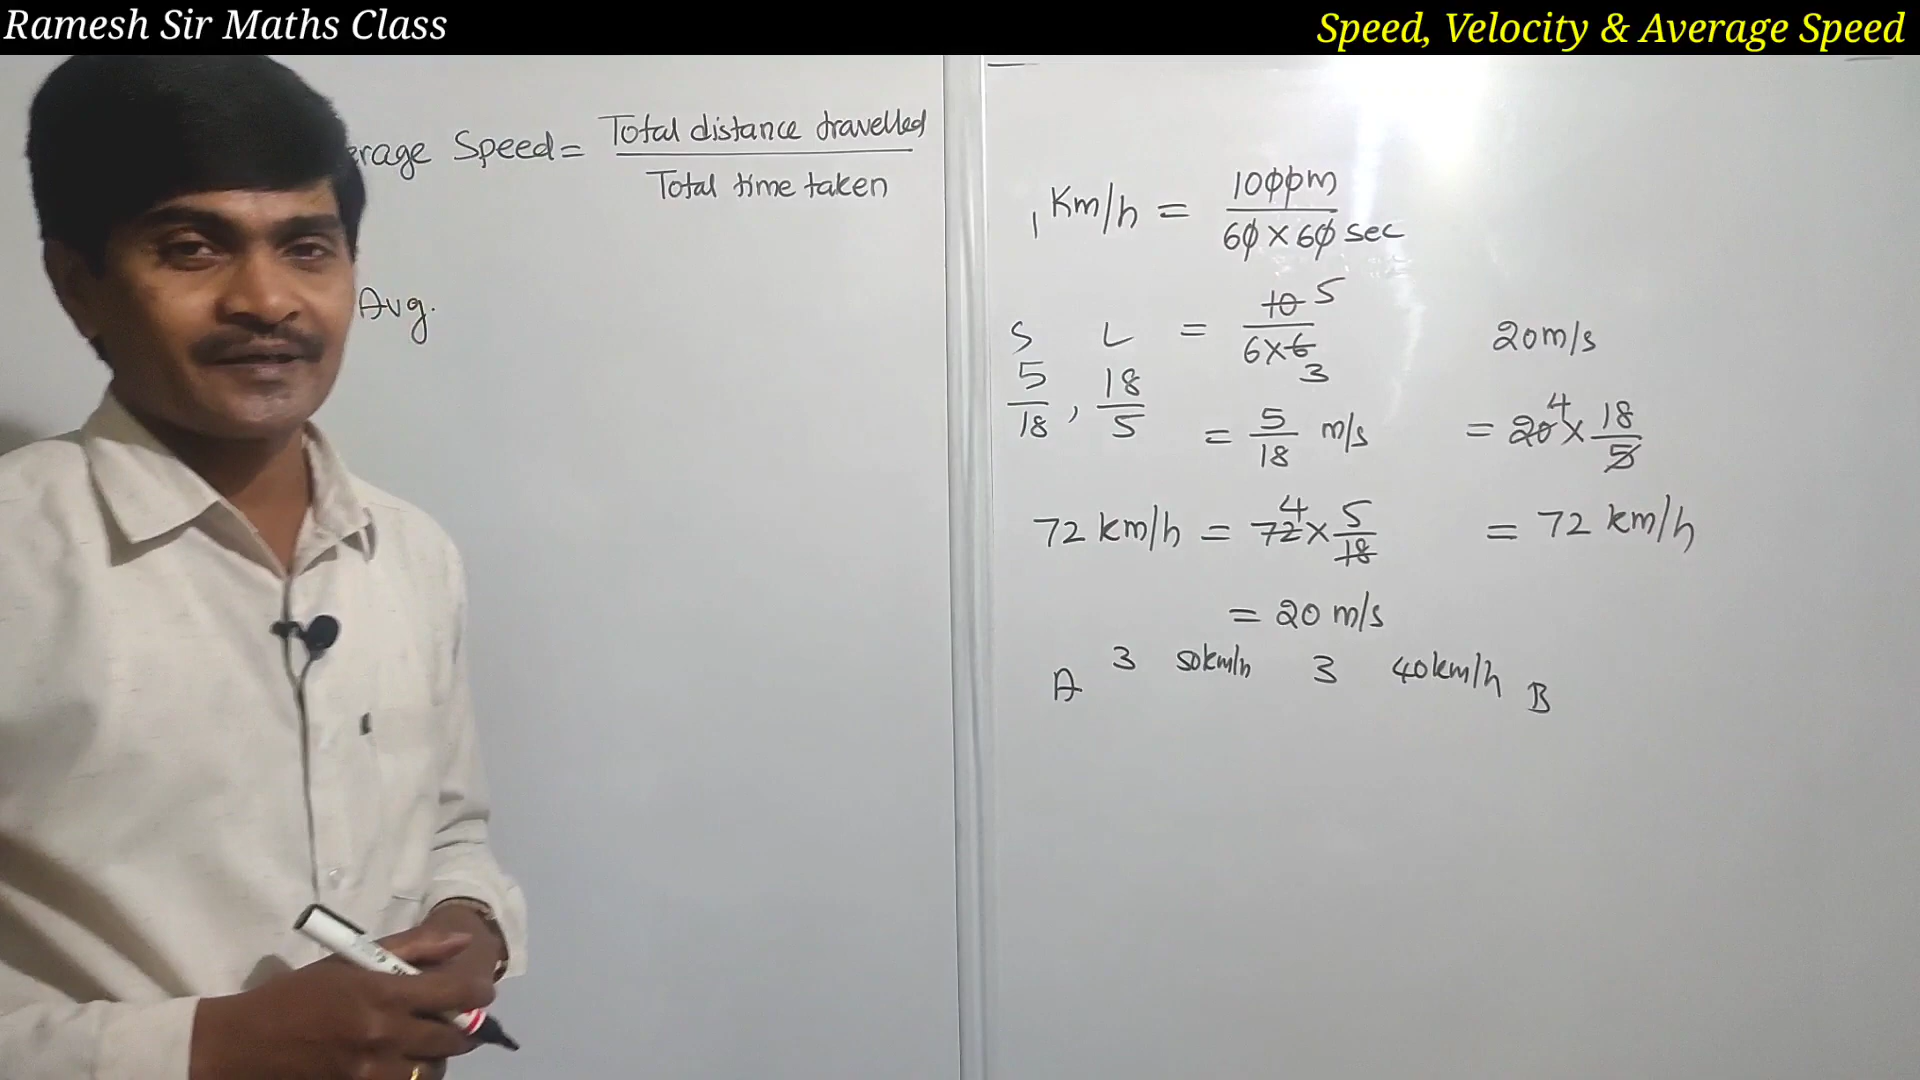 Ramesh Sir Maths Class
Speed, Velocity & Average Speed
erage Speed = Total distance travelled
Total time taken
Avg.
1 Km/h = 1000m
60 × 60 sec
S L = 10 5
6×6 3
5/18 , 18/5
= 5/18 m/s
72 km/h = 72 4 × 5/18
= 20 m/s
20m/s
= 20 4 × 18/5
= 72 km/h
A 3 50km/h 3 40km/h B